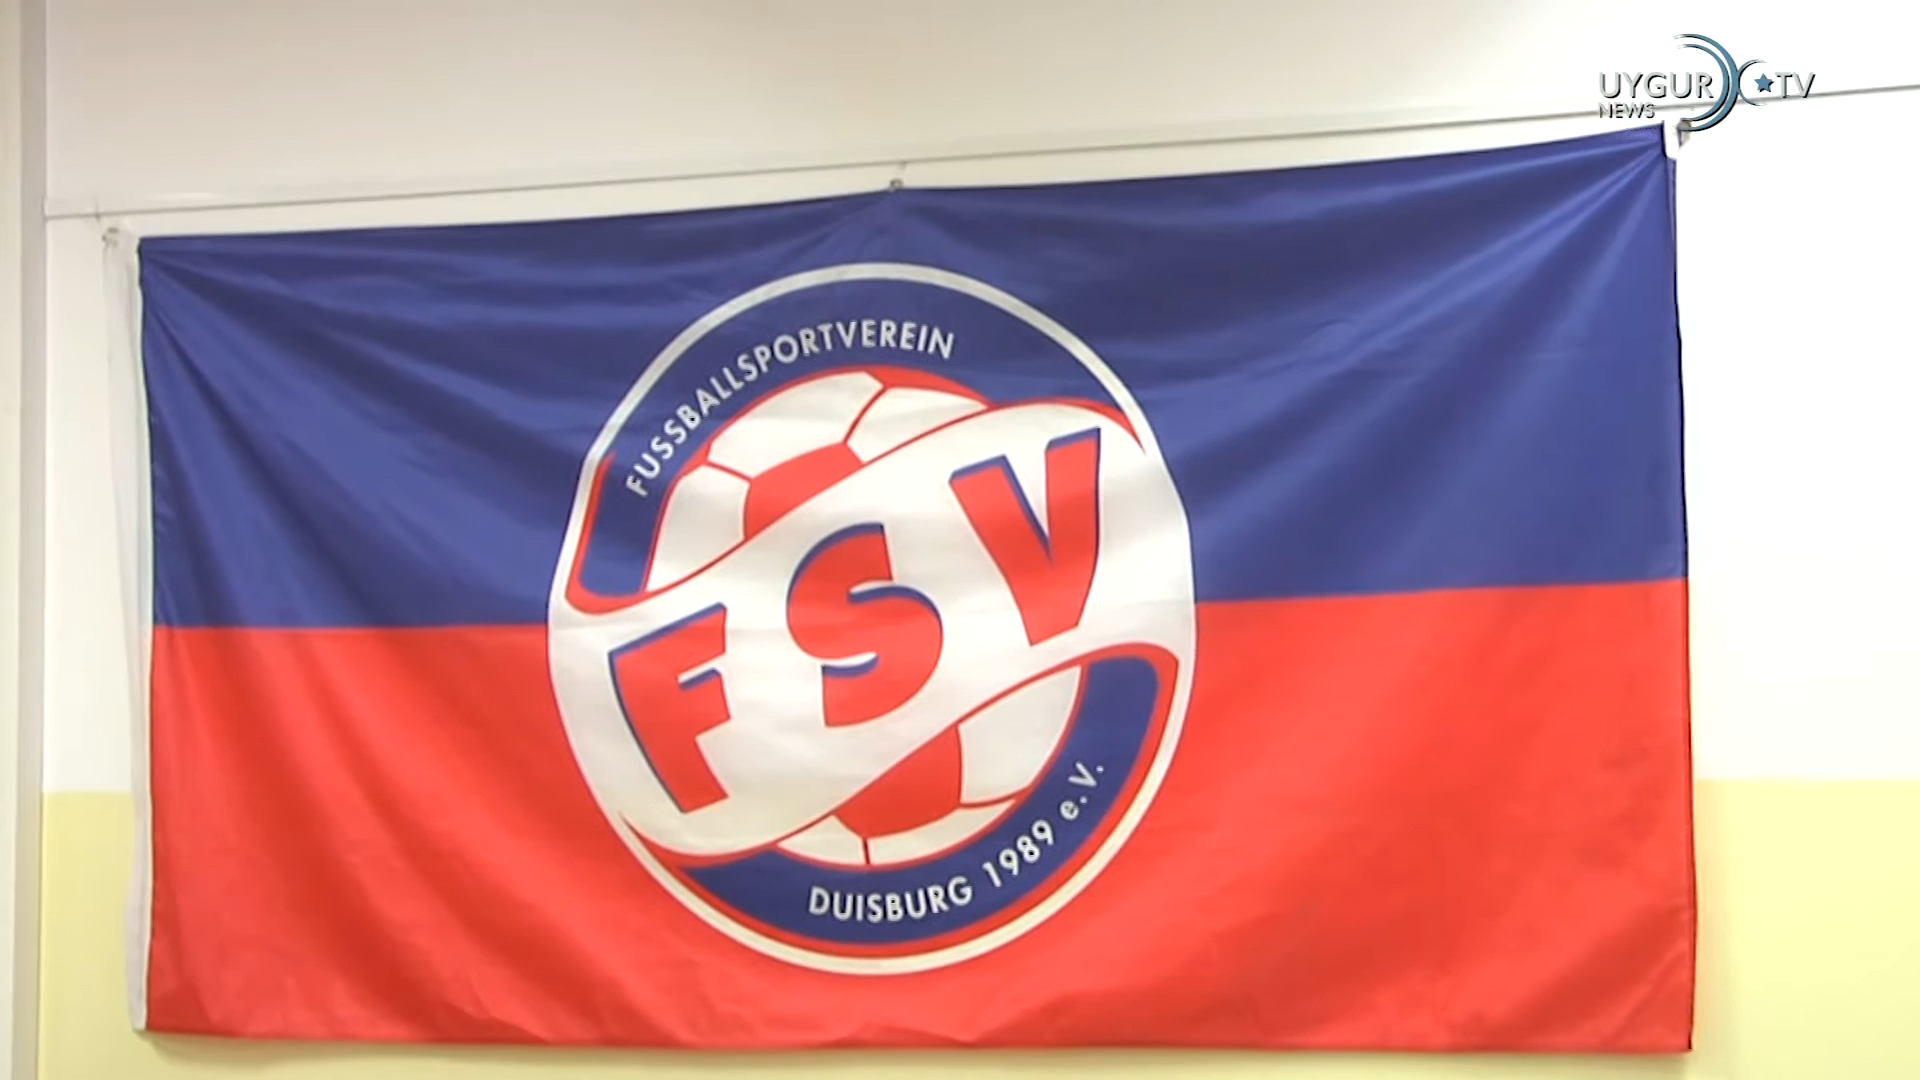 UYGUR TV
NEWS
FUSSBALLSPORTVEREIN
FSV
DUISBURG 1989 e.V.